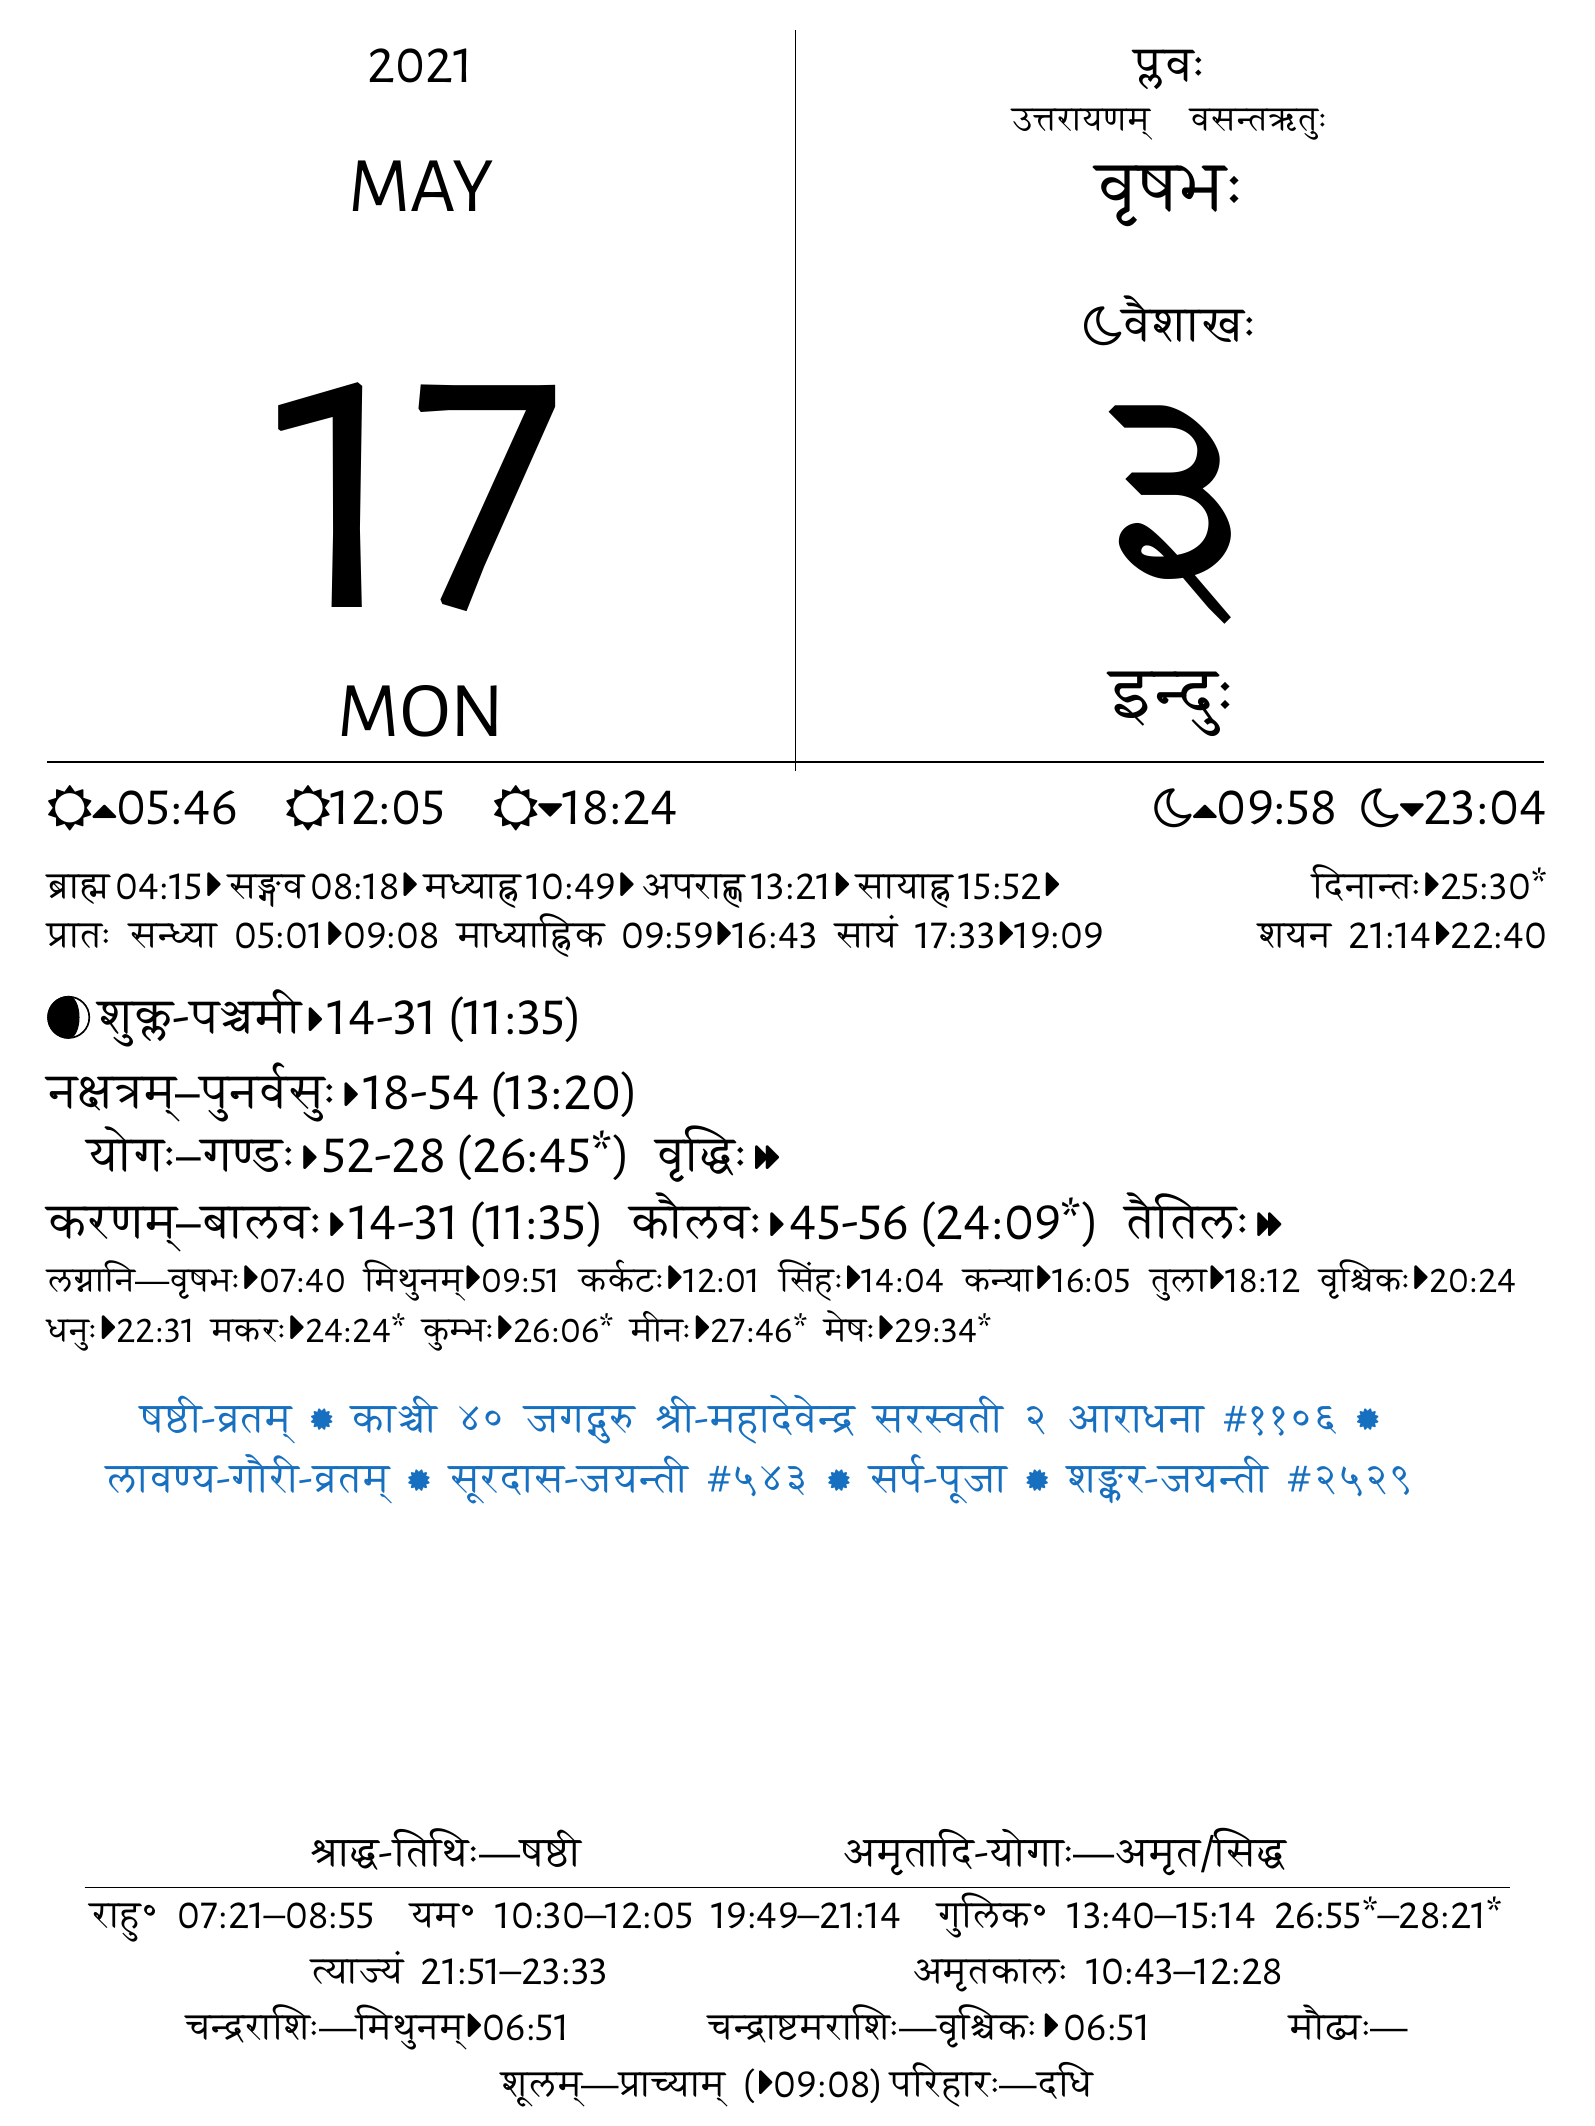 2021
MAY
17
MON
प्लवः
उत्तरायणम् वसन्तऋतुः
वृषभः
वैशाखः
३
इन्दुः
05:46 12:05 18:24 09:58 23:04
ब्राह्म 04:15 सङ्गव 08:18 मध्याह्न 10:49 अपराह्ण 13:21 सायाह्न 15:52 दिनान्तः 25:30*
प्रातः सन्ध्या 05:01 09:08 माध्याह्निक 09:59 16:43 सायं 17:33 19:09 शयन 21:14 22:40
शुक्ल-पञ्चमी 14-31 (11:35)
नक्षत्रम्–पुनर्वसुः 18-54 (13:20)
योगः–गण्डः 52-28 (26:45*) वृद्धिः
करणम्–बालवः 14-31 (11:35) कौलवः 45-56 (24:09*) तैतिलः
लग्नानि—वृषभः 07:40 मिथुनम् 09:51 कर्कटः 12:01 सिंहः 14:04 कन्या 16:05 तुला 18:12 वृश्चिकः 20:24
धनुः 22:31 मकरः 24:24* कुम्भः 26:06* मीनः 27:46* मेषः 29:34*
षष्ठी-व्रतम् ✹ काञ्ची ४० जगद्गुरु श्री-महादेवेन्द्र सरस्वती २ आराधना #११०६ ✹
लावण्य-गौरी-व्रतम् ✹ सूरदास-जयन्ती #५४३ ✹ सर्प-पूजा ✹ शङ्कर-जयन्ती #२५२९
श्राद्ध-तिथिः—षष्ठी अमृतादि-योगाः—अमृत/सिद्ध
राहु° 07:21–08:55 यम° 10:30–12:05 19:49–21:14 गुलिक° 13:40–15:14 26:55*–28:21*
त्याज्यं 21:51–23:33 अमृतकालः 10:43–12:28
चन्द्रराशिः—मिथुनम् 06:51 चन्द्राष्टमराशिः—वृश्चिकः 06:51 मौढ्यः—
शूलम्—प्राच्याम् (09:08) परिहारः—दधि